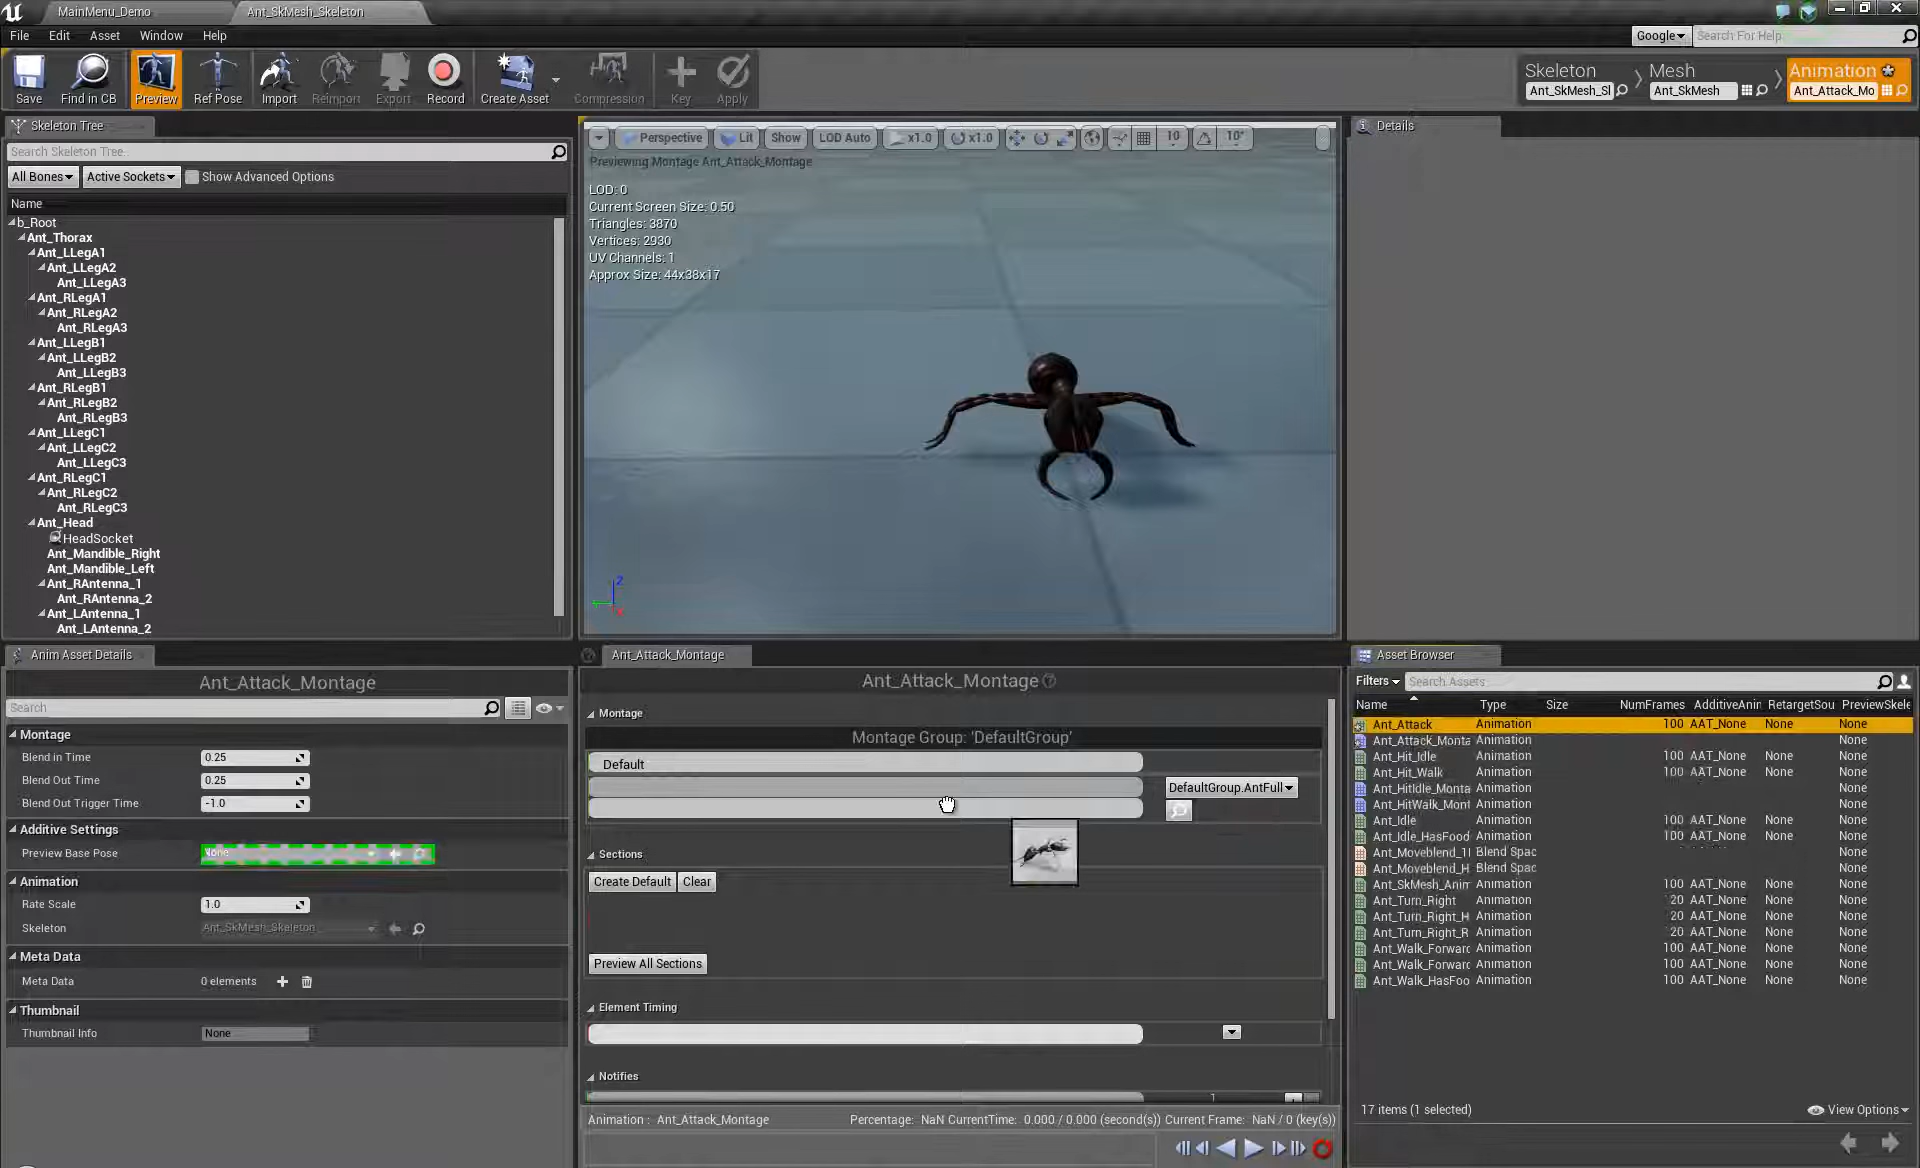 MainMenu_Demo
Ant_SkMesh_Skeleton
File Edit Asset Window Help
Google
Search For Help
Save
Find in CB
Preview
Ref Pose
Import
Reimport
Export
Record
Create Asset
Compression
Key
Apply
Skeleton
Ant_SkMesh_Sl
Mesh
Ant_SkMesh
Animation
Ant_Attack_Mo
Skeleton Tree
Search Skeleton Tree
All Bones
Active Sockets
Show Advanced Options
Name
b_Root
Ant_Thorax
Ant_LLegA1
Ant_LLegA2
Ant_LLegA3
Ant_RLegA1
Ant_RLegA2
Ant_RLegA3
Ant_LLegB1
Ant_LLegB2
Ant_LLegB3
Ant_RLegB1
Ant_RLegB2
Ant_RLegB3
Ant_LLegC1
Ant_LLegC2
Ant_LLegC3
Ant_RLegC1
Ant_RLegC2
Ant_RLegC3
Ant_Head
HeadSocket
Ant_Mandible_Right
Ant_Mandible_Left
Ant_RAntenna_1
Ant_RAntenna_2
Ant_LAntenna_1
Ant_LAntenna_2
Perspective Lit Show LOD Auto x1.0 x1.0 10 10°
Previewing Montage Ant_Attack_Montage
LOD: 0
Current Screen Size: 0.50
Triangles: 3870
Vertices: 2930
UV Channels: 1
Approx Size: 44x38x17
Z
X
Details
Anim Asset Details
Ant_Attack_Montage
Search
Montage
Blend in Time 0.25
Blend Out Time 0.25
Blend Out Trigger Time -1.0
Additive Settings
Preview Base Pose None
Animation
Rate Scale 1.0
Skeleton Ant_SkMesh_Skeleton
Meta Data
Meta Data 0 elements
Thumbnail
Thumbnail Info None
Ant_Attack_Montage
Ant_Attack_Montage
Montage
Montage Group: 'DefaultGroup'
Default
DefaultGroup.AntFull
Sections
Create Default Clear
Preview All Sections
Element Timing
Notifies
1
Animation : Ant_Attack_Montage Percentage: NaN CurrentTime: 0.000 / 0.000 (second(s)) Current Frame: NaN / 0 (key(s))
Asset Browser
Filters
Search Assets
Name Type Size NumFrames AdditiveAnin RetargetSou PreviewSkele
Ant_Attack Animation 100 AAT_None None None
Ant_Attack_Monta Animation None
Ant_Hit_Idle Animation 100 AAT_None None None
Ant_Hit_Walk Animation 100 AAT_None None None
Ant_HitIdle_Monta Animation None
Ant_HitWalk_Mont Animation None
Ant_Idle Animation 100 AAT_None None None
Ant_Idle_HasFood Animation 100 AAT_None None None
Ant_Moveblend_1I Blend Spac None
Ant_Moveblend_H Blend Spac None
Ant_SkMesh_Anim Animation 100 AAT_None None None
Ant_Turn_Right Animation 20 AAT_None None None
Ant_Turn_Right_H Animation 20 AAT_None None None
Ant_Turn_Right_R Animation 20 AAT_None None None
Ant_Walk_Forward Animation 100 AAT_None None None
Ant_Walk_Forward Animation 100 AAT_None None None
Ant_Walk_HasFoo Animation 100 AAT_None None None
17 items (1 selected)
View Options